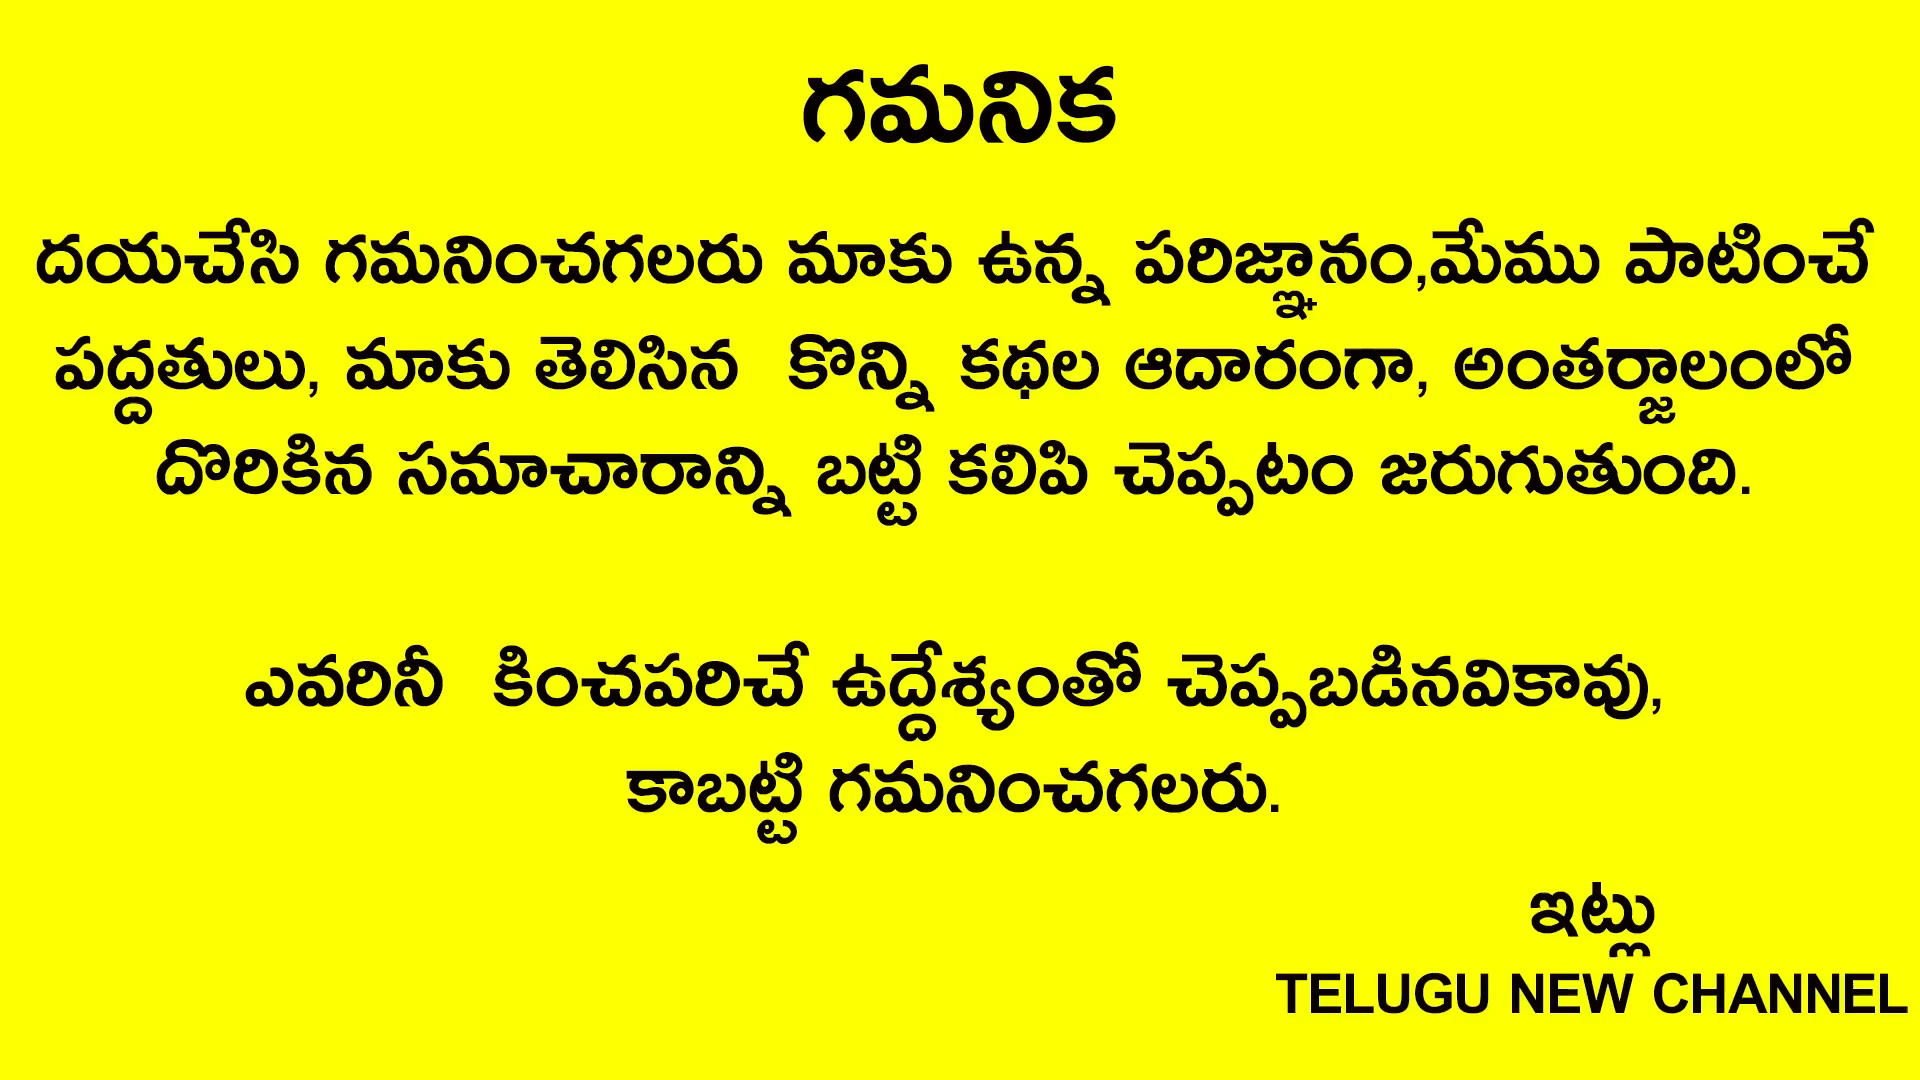 గమనిక
దయచేసి గమనించగలరు మాకు ఉన్న పరిజ్ఞానం,మేము పాటించే
పద్దతులు, మాకు తెలిసిన కొన్ని కథల ఆదారంగా, అంతర్జాలంలో
దొరికిన సమాచారాన్ని బట్టి కలిపి చెప్పటం జరుగుతుంది.
ఎవరినీ కించపరిచే ఉద్దేశ్యంతో చెప్పబడినవికావు,
కాబట్టి గమనించగలరు.
ఇట్లు
TELUGU NEW CHANNEL